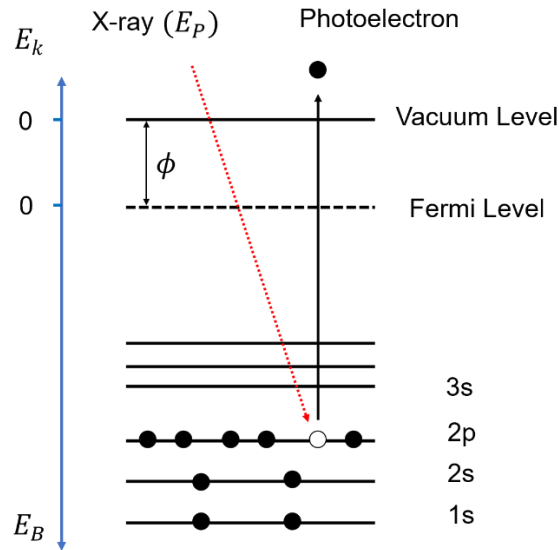 X-ray (E_P) Photoelectron
E_k
0 Vacuum Level
ϕ
0 Fermi Level
3s
2p
2s
E_B 1s